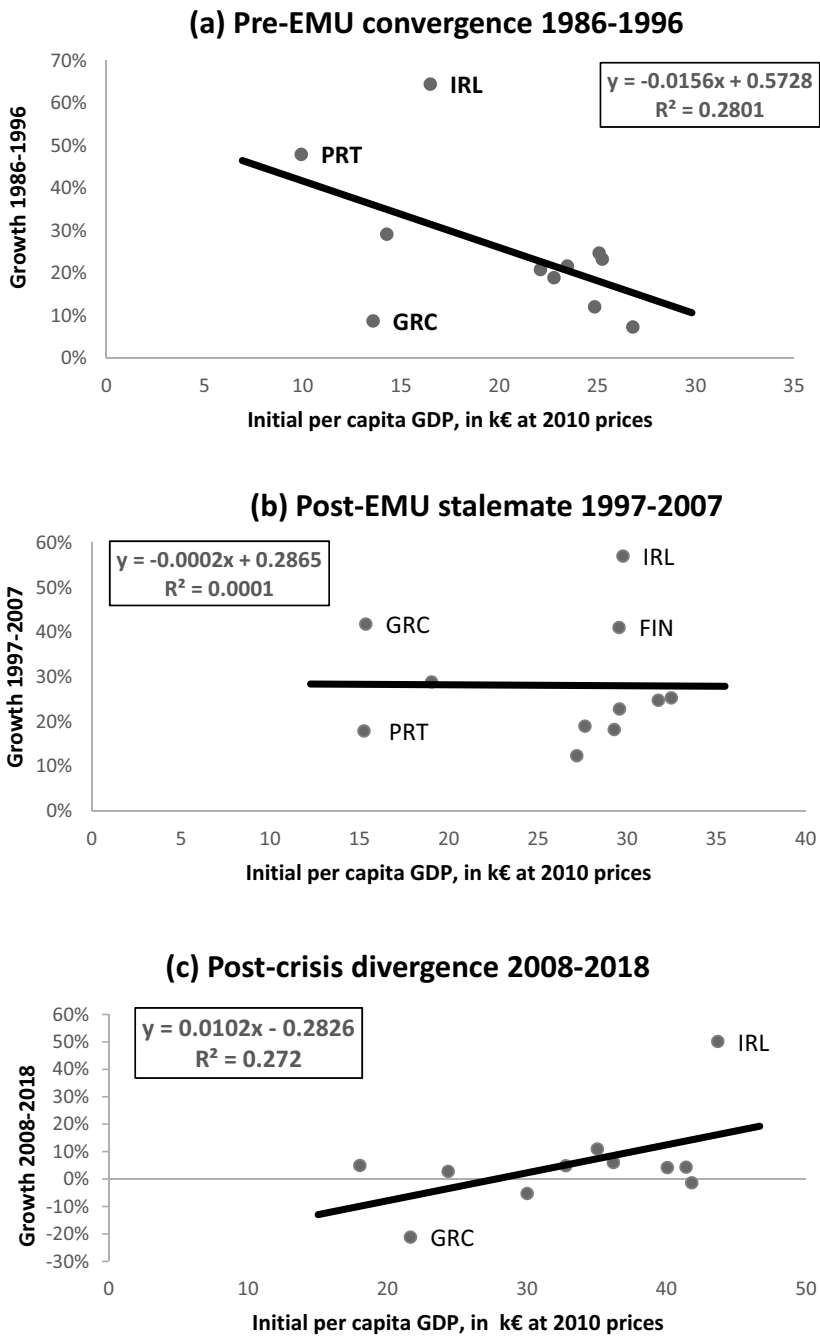 (a) Pre-EMU convergence 1986-1996
70%
60%
50%
40%
30%
20%
10%
0%
Growth 1986-1996
IRL
PRT
GRC
y = -0.0156x + 0.5728
R² = 0.2801
0 5 10 15 20 25 30 35
Initial per capita GDP, in k€ at 2010 prices
(b) Post-EMU stalemate 1997-2007
60%
50%
40%
30%
20%
10%
0%
Growth 1997-2007
y = -0.0002x + 0.2865
R² = 0.0001
IRL
GRC
FIN
PRT
0 5 10 15 20 25 30 35 40
Initial per capita GDP, in k€ at 2010 prices
(c) Post-crisis divergence 2008-2018
60%
50%
40%
30%
20%
10%
0%
-10%
-20%
-30%
Growth 2008-2018
y = 0.0102x - 0.2826
R² = 0.272
IRL
GRC
0 10 20 30 40 50
Initial per capita GDP, in k€ at 2010 prices